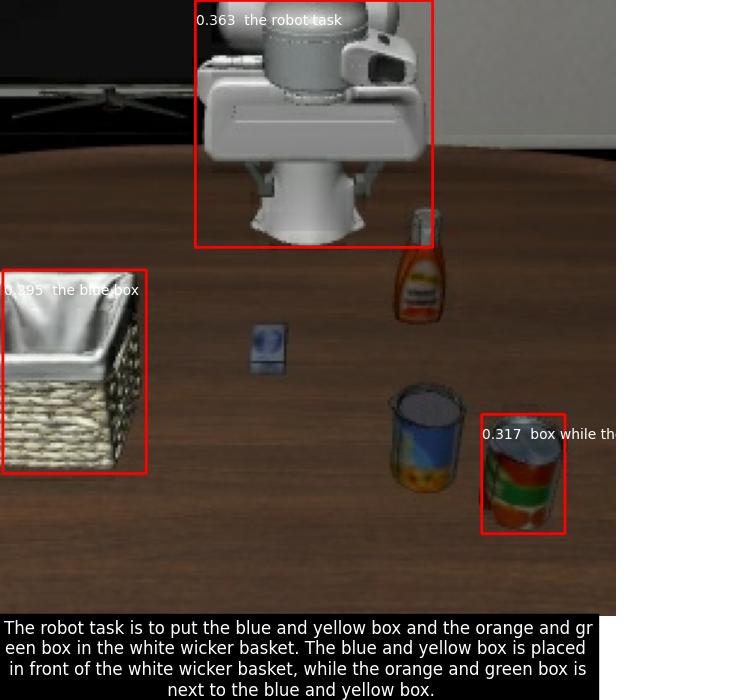 0.363 the robot task
0.395 the blue box
0.317 box while th
The robot task is to put the blue and yellow box and the orange and gr
een box in the white wicker basket. The blue and yellow box is placed
in front of the white wicker basket, while the orange and green box is
next to the blue and yellow box.